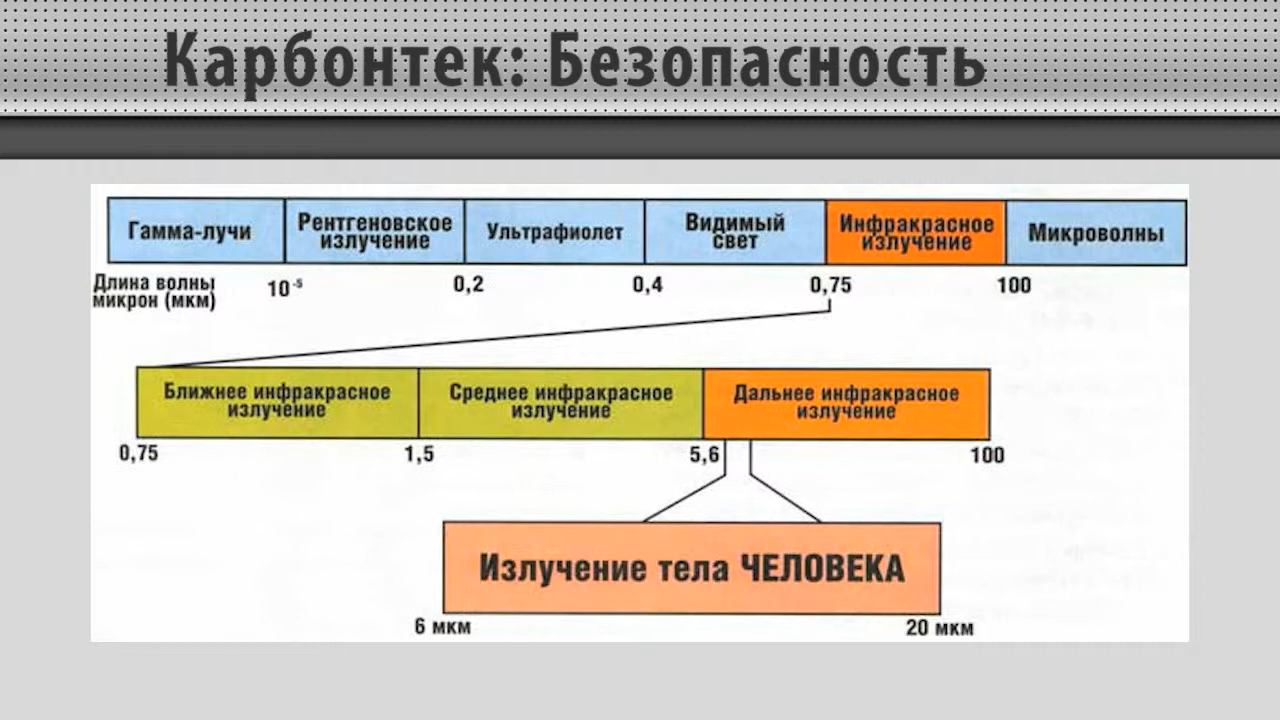 Карбонтек: Безопасность
Гамма-лучи
Рентгеновское
излучение
Ультрафиолет
Видимый
свет
Инфракрасное
излучение
Микроволны
Длина волны
микрон (мкм)
10⁻⁵
0,2
0,4
0,75
100
Ближнее инфракрасное
излучение
Среднее инфракрасное
излучение
Дальнее инфракрасное
излучение
0,75
1,5
5,6
100
Излучение тела ЧЕЛОВЕКА
6 мкм
20 мкм